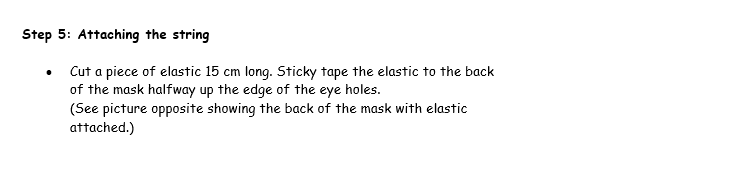 Step 5: Attaching the string
• Cut a piece of elastic 15 cm long. Sticky tape the elastic to the back
of the mask halfway up the edge of the eye holes.
(See picture opposite showing the back of the mask with elastic
attached.)